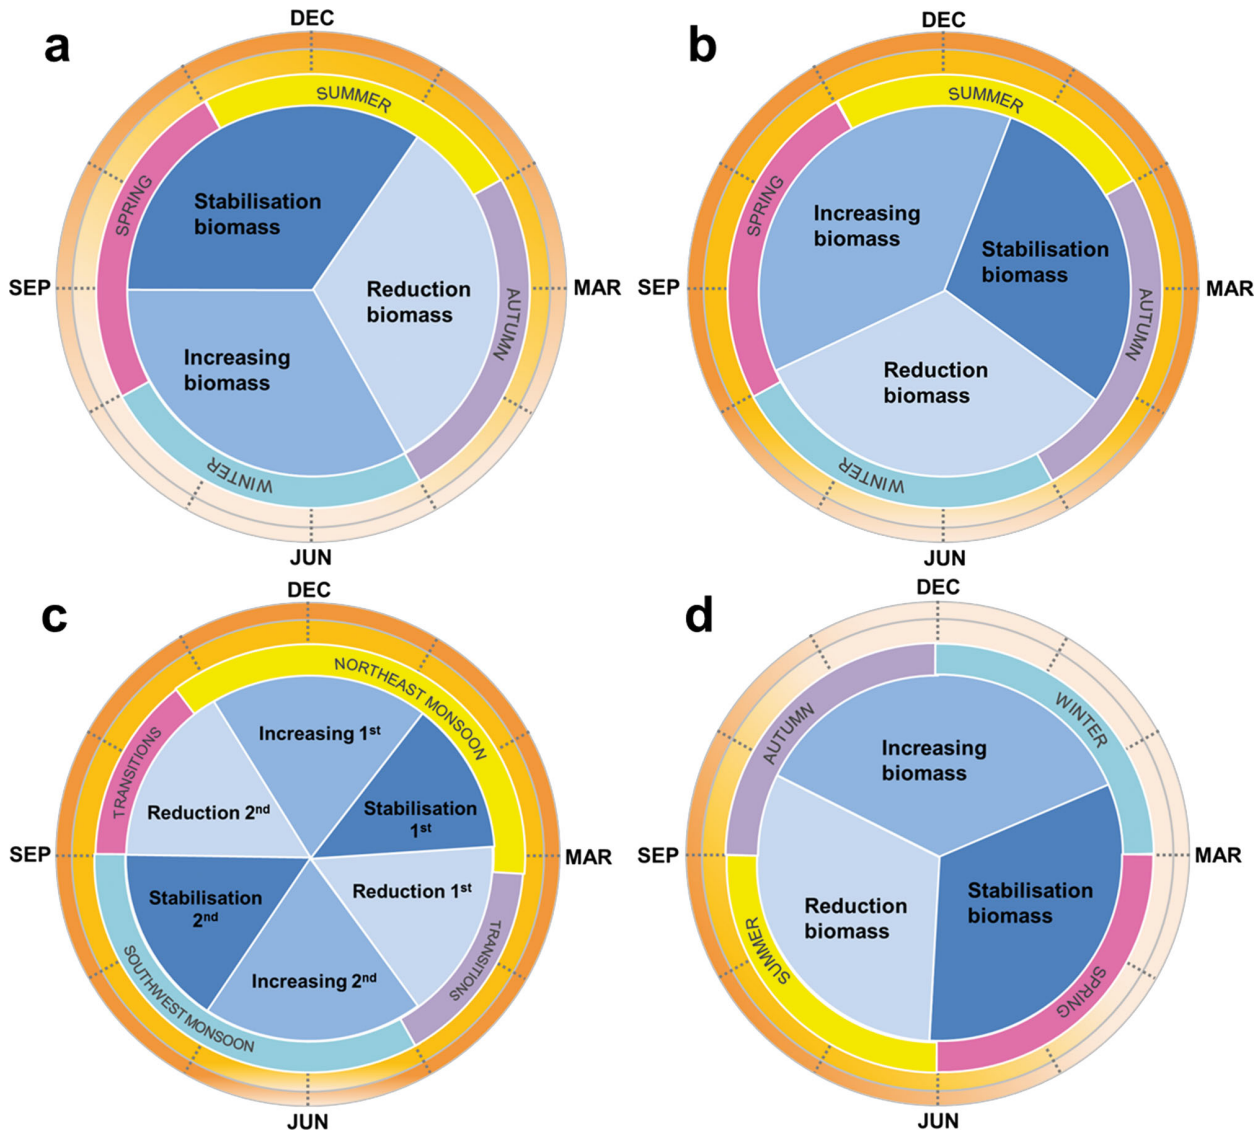 a
DEC
SUMMER
SPRING
Stabilisation
biomass
SEP
Reduction
biomass
MAR
AUTUMN
Increasing
biomass
WINTER
JUN
b
DEC
SUMMER
SPRING
Increasing
biomass
Stabilisation
biomass
SEP
MAR
AUTUMN
Reduction
biomass
WINTER
JUN
c
DEC
NORTHEAST MONSOON
TRANSITIONS
Increasing 1st
Reduction 2nd
Stabilisation
1st
SEP
MAR
Stabilisation
2nd
Reduction 1st
TRANSITIONS
Increasing 2nd
SOUTHWEST MONSOON
JUN
d
DEC
AUTUMN
WINTER
Increasing
biomass
SEP
MAR
Reduction
biomass
Stabilisation
biomass
SUMMER
SPRING
JUN